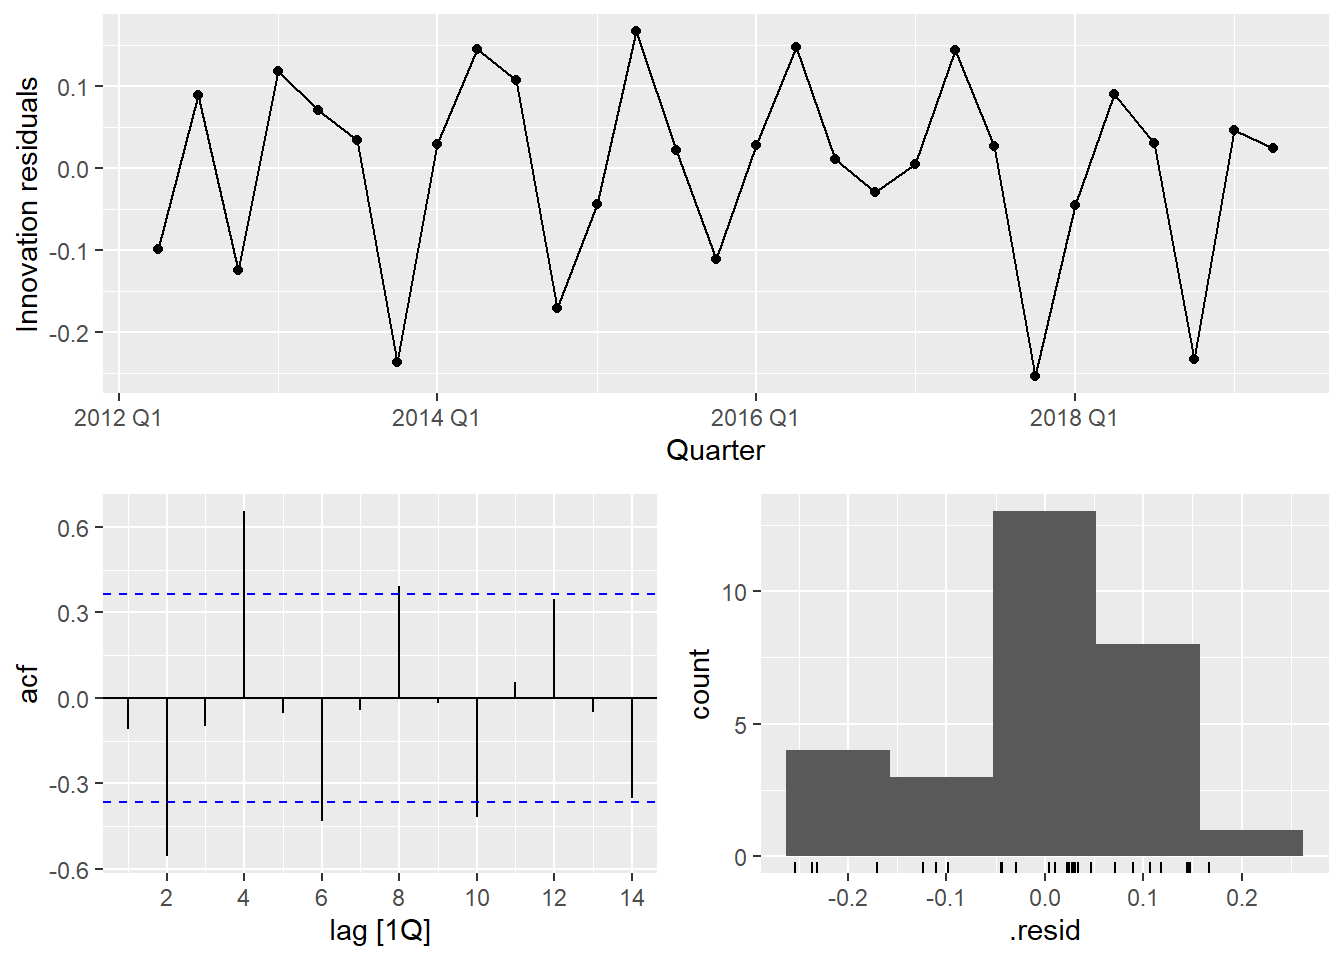 Innovation residuals
0.1
0.0
-0.1
-0.2
2012 Q1 2014 Q1 2016 Q1 2018 Q1
Quarter
acf
0.6
0.3
0.0
-0.3
-0.6
2 4 6 8 10 12 14
lag [1Q]
count
10
5
0
-0.2 -0.1 0.0 0.1 0.2
.resid